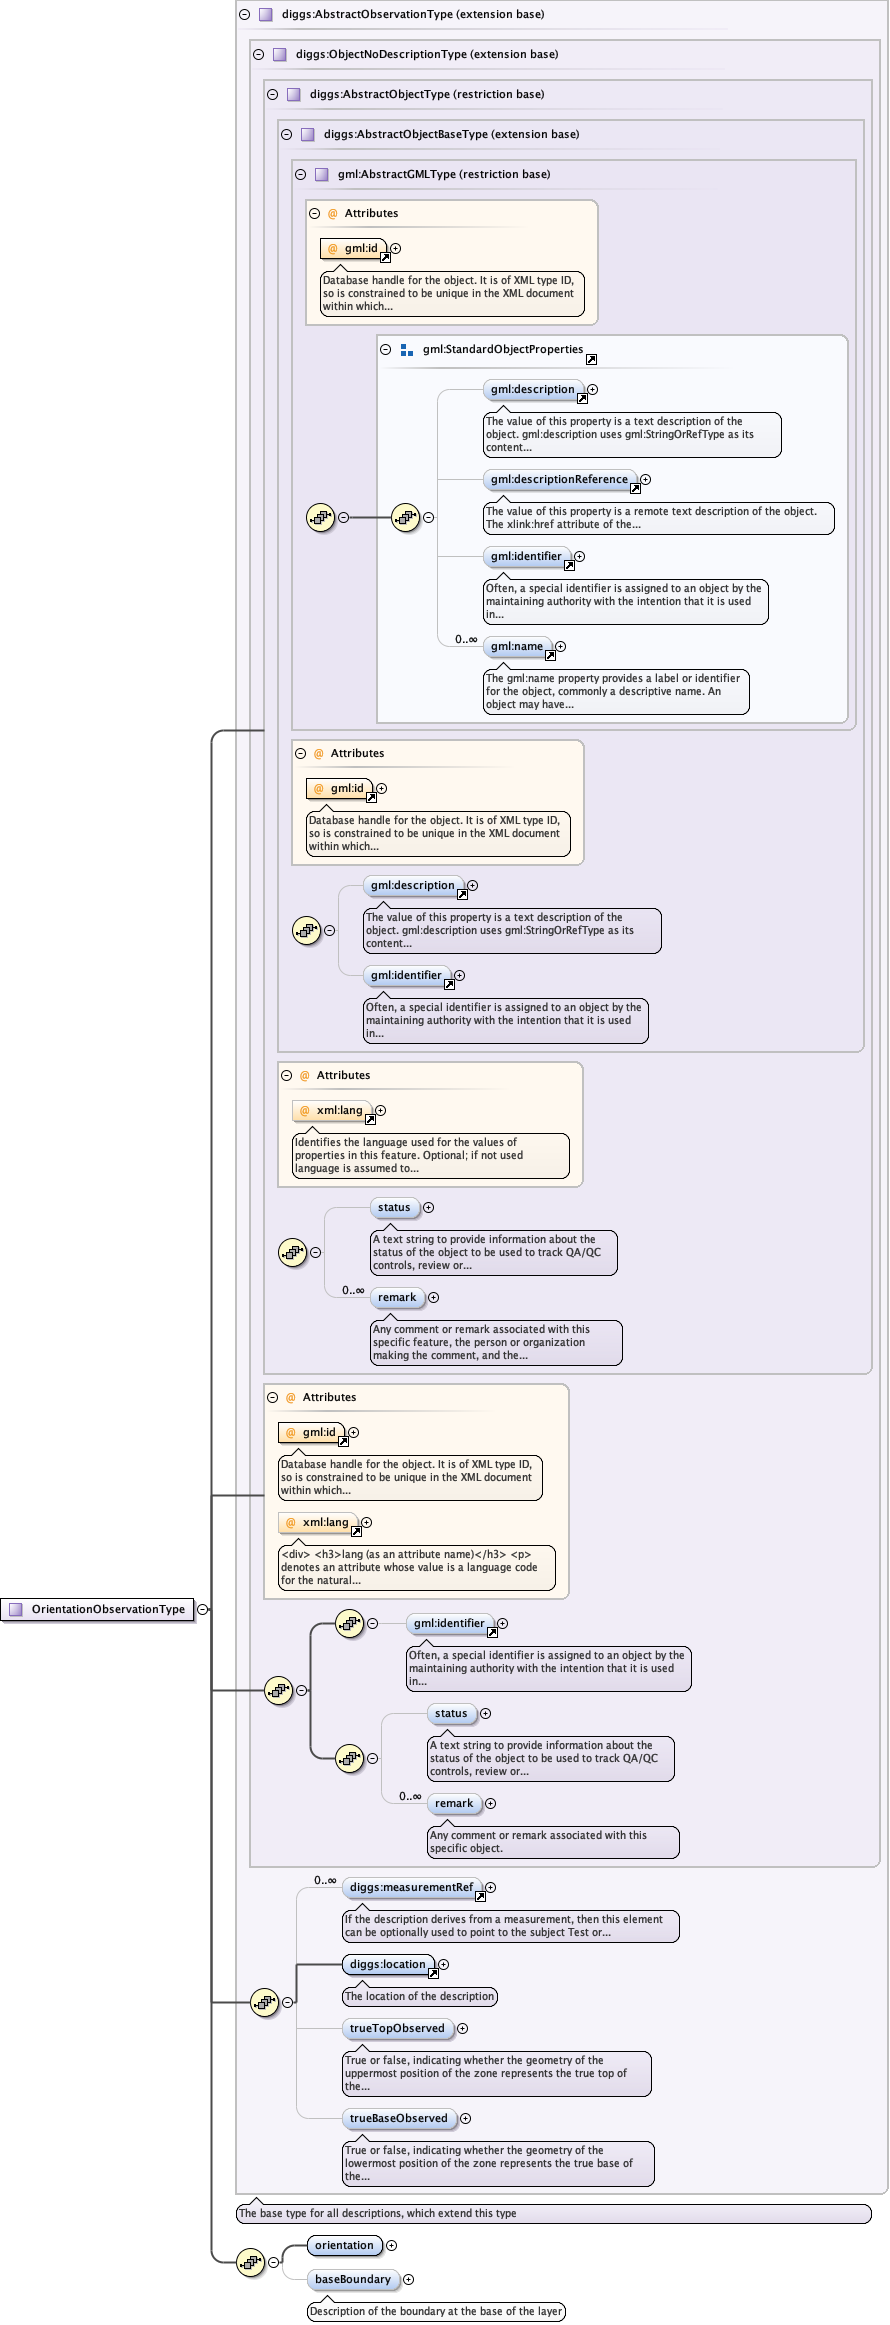 diggs:AbstractObservationType (extension base)
diggs:ObjectNoDescriptionType (extension base)
diggs:AbstractObjectType (restriction base)
diggs:AbstractObjectBaseType (extension base)
gml:AbstractGMLType (restriction base)
@ Attributes
@ gml:id
Database handle for the object. It is of XML type ID,
so is constrained to be unique in the XML document
within which...
gml:StandardObjectProperties
gml:description
The value of this property is a text description of the
object. gml:description uses gml:StringOrRefType as its
content...
gml:descriptionReference
The value of this property is a remote text description of the object.
The xlink:href attribute of the...
gml:identifier
Often, a special identifier is assigned to an object by the
maintaining authority with the intention that it is used
in...
0..∞
gml:name
The gml:name property provides a label or identifier
for the object, commonly a descriptive name. An
object may have...
@ Attributes
@ gml:id
Database handle for the object. It is of XML type ID,
so is constrained to be unique in the XML document
within which...
gml:description
The value of this property is a text description of the
object. gml:description uses gml:StringOrRefType as its
content...
gml:identifier
Often, a special identifier is assigned to an object by the
maintaining authority with the intention that it is used
in...
@ Attributes
@ xml:lang
Identifies the language used for the values of
properties in this feature. Optional; if not used
language is assumed to...
status
A text string to provide information about the
status of the object to be used to track QA/QC
controls, review or...
0..∞
remark
Any comment or remark associated with this
specific feature, the person or organization
making the comment, and the...
@ Attributes
@ gml:id
Database handle for the object. It is of XML type ID,
so is constrained to be unique in the XML document
within which...
@ xml:lang
<div> <h3>lang (as an attribute name)</h3> <p>
denotes an attribute whose value is a language code
for the natural...
OrientationObservationType
gml:identifier
Often, a special identifier is assigned to an object by the
maintaining authority with the intention that it is used
in...
status
A text string to provide information about the
status of the object to be used to track QA/QC
controls, review or...
0..∞
remark
Any comment or remark associated with this
specific object.
0..∞
diggs:measurementRef
If the description derives from a measurement, then this element
can be optionally used to point to the subject Test or...
diggs:location
The location of the description
trueTopObserved
True or false, indicating whether the geometry of the
uppermost position of the zone represents the true top of
the...
trueBaseObserved
True or false, indicating whether the geometry of the
lowermost position of the zone represents the true base of
the...
The base type for all descriptions, which extend this type
orientation
baseBoundary
Description of the boundary at the base of the layer